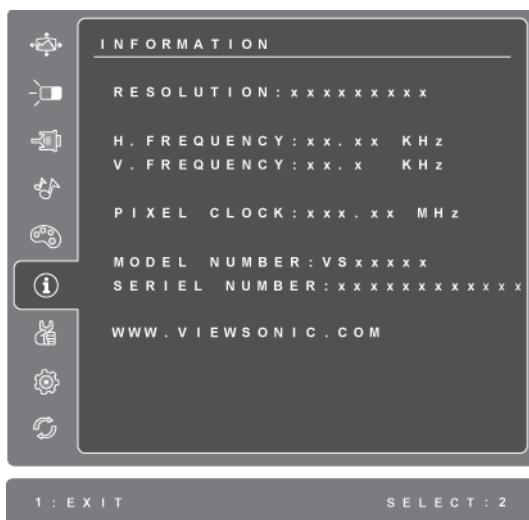 INFORMATION
RESOLUTION:xxxxxxxxx
H.FREQUENCY:xx.xx KHz
V.FREQUENCY:xx.x KHz
PIXEL CLOCK:xxx.xx MHz
MODEL NUMBER:VSxxxxx
SERIEL NUMBER:xxxxxxxxxxxx
WWW.VIEWSONIC.COM
1:EXIT SELECT:2